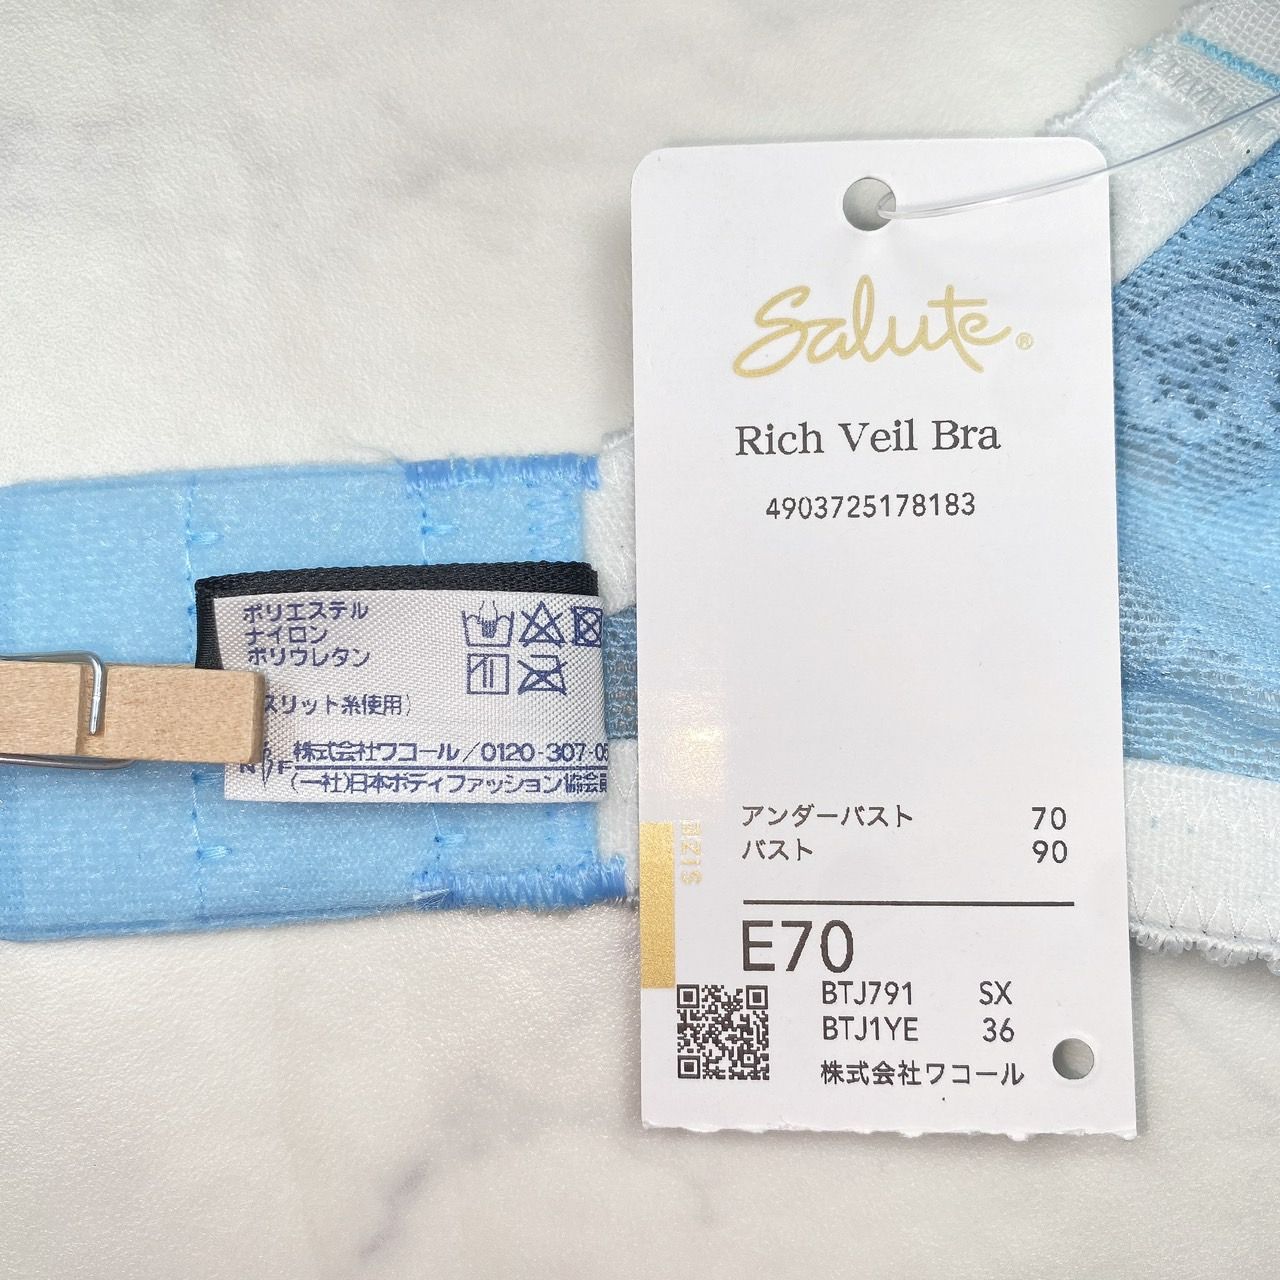 Salute®
Rich Veil Bra
4903725178183
アンダーバスト 70
バスト 90
E70
BTJ791 SX
BTJ1YE 36
株式会社ワコール
ポリエステル
ナイロン
ポリウレタン
スリット糸使用)
株式会社ワコール/0120-307-0
(一社)日本ボディファッション協会員